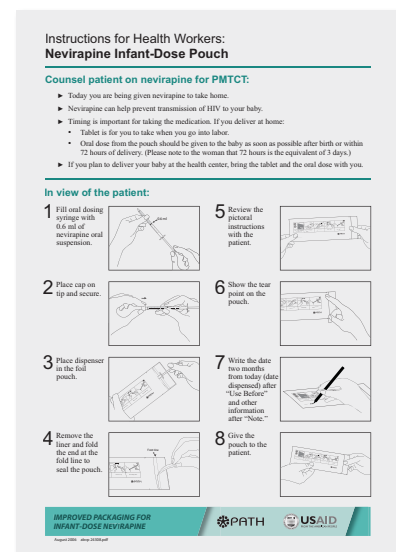 Instructions for Health Workers:
Nevirapine Infant-Dose Pouch
Counsel patient on nevirapine for PMTCT:
► Today you are being given nevirapine to take home.
► Nevirapine can help prevent transmission of HIV to your baby.
► Timing is important for taking the medication. If you deliver at home:
• Tablet is for you to take when you go into labor.
• Oral dose from the pouch should be given to the baby as soon as possible after birth or within
72 hours of delivery. (Please note to the woman that 72 hours is the equivalent of 3 days.)
► If you plan to deliver your baby at the health center, bring the tablet and the oral dose with you.
In view of the patient:
1 Fill oral dosing
syringe with
0.6 ml of
nevirapine oral
suspension.
2 Place cap on
tip and secure.
3 Place dispenser
in the foil
pouch.
4 Remove the
liner and fold
the end at the
fold line to
seal the pouch.
5 Review the
pictoral
instructions
with the
patient.
6 Show the tear
point on the
pouch.
7 Write the date
two months
from today (date
dispensed) after
“Use Before”
and other
information
after “Note.”
8 Give the
pouch to the
patient.
IMPROVED PACKAGING FOR
INFANT-DOSE NEVIRAPINE
PATH
USAID